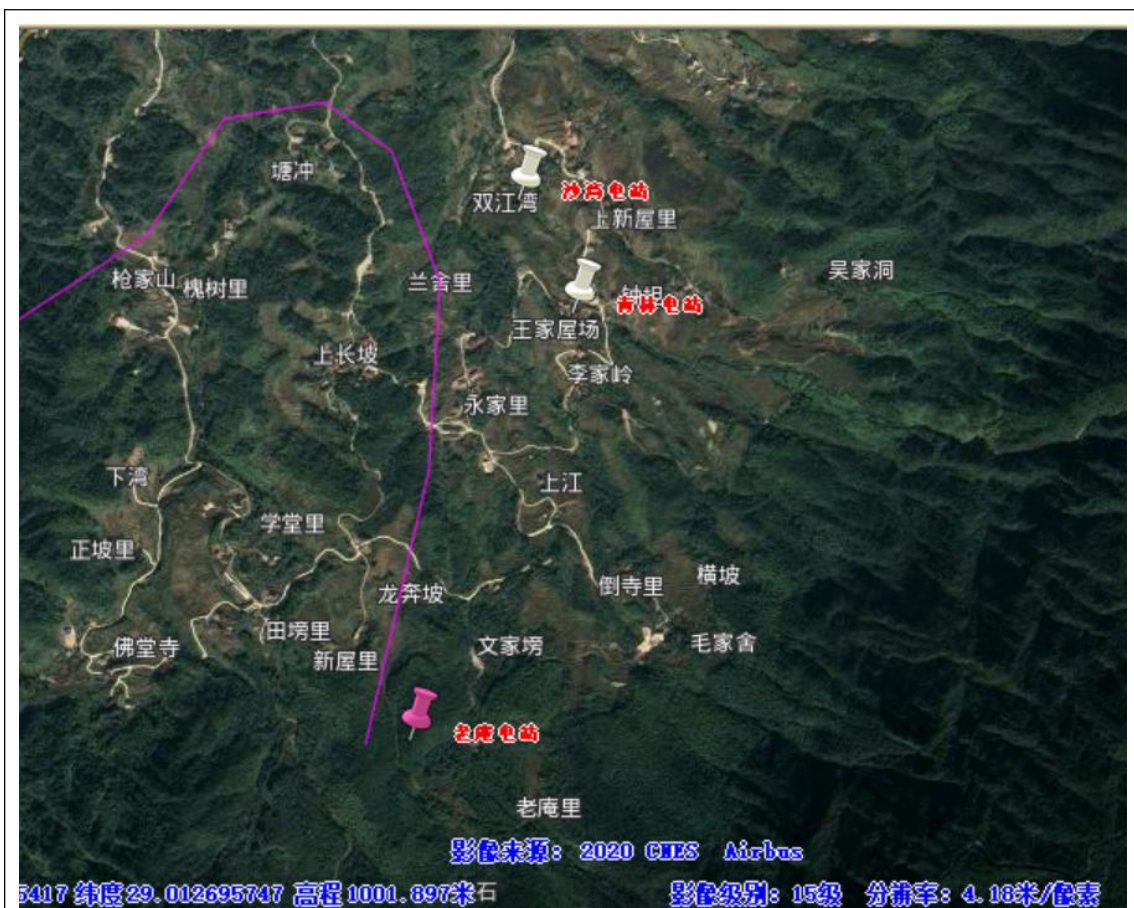 塘冲
双江湾
沙湾电站
上新屋里
吴家洞
枪家山
槐树里
兰舍里
钟坦
青林电站
王家屋场
上长坡
李家岭
永家里
下湾
上江
学堂里
正坡里
龙奔坡
倒寺里
横坡
田塝里
佛堂寺
新屋里
文家塝
毛家舍
老庵电站
老庵里
影像来源: 2020 CNES Airbus
5417 纬度29.012695747 高程1001.897米
石
影像级别: 15级 分辨率: 4.18米/像素